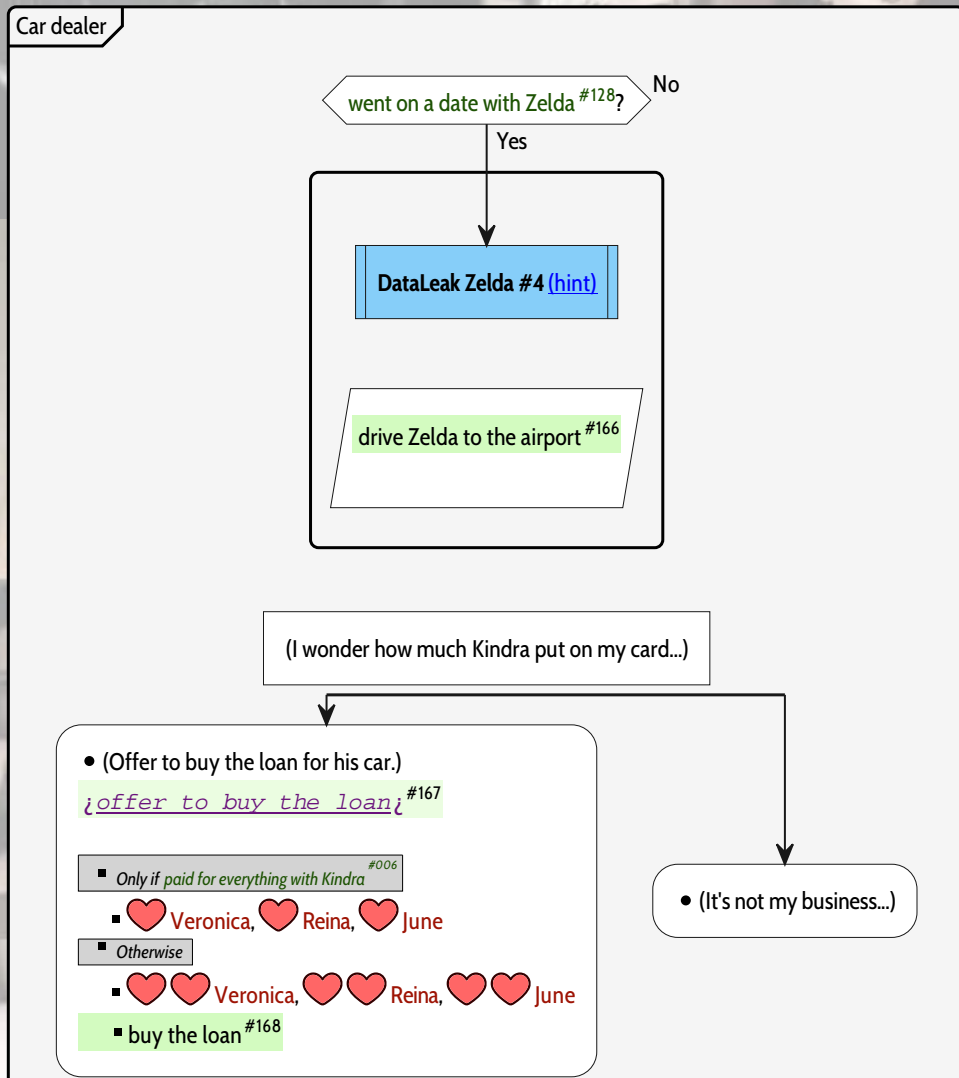 Car dealer
went on a date with Zelda #128?
No
Yes
DataLeak Zelda #4 (hint)
drive Zelda to the airport #166
(I wonder how much Kindra put on my card...)
• (Offer to buy the loan for his car.)
¿offer to buy the loan¿ #167
▪ Only if paid for everything with Kindra #006
▪ ❤❤ Veronica, ❤ Reina, ❤ June
▪ Otherwise
▪ ❤❤ Veronica, ❤❤ Reina, ❤❤ June
▪ buy the loan #168
• (It's not my business...)